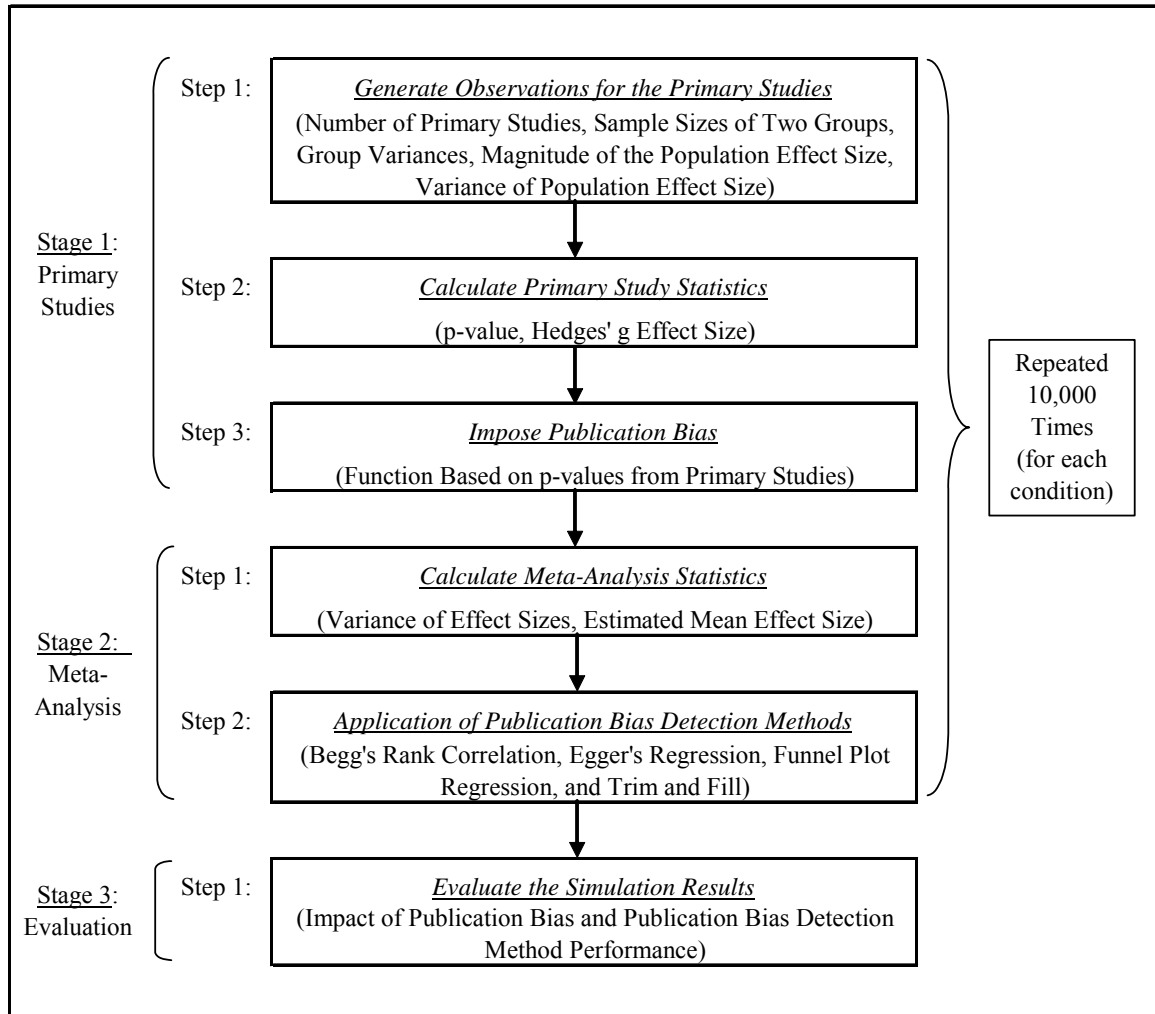 Step 1:
Generate Observations for the Primary Studies
(Number of Primary Studies, Sample Sizes of Two Groups,
Group Variances, Magnitude of the Population Effect Size,
Variance of Population Effect Size)
Stage 1:
Primary
Studies
Step 2:
Calculate Primary Study Statistics
(p-value, Hedges' g Effect Size)
Step 3:
Impose Publication Bias
(Function Based on p-values from Primary Studies)
Repeated
10,000
Times
(for each
condition)
Stage 2:
Meta-
Analysis
Step 1:
Calculate Meta-Analysis Statistics
(Variance of Effect Sizes, Estimated Mean Effect Size)
Step 2:
Application of Publication Bias Detection Methods
(Begg's Rank Correlation, Egger's Regression, Funnel Plot
Regression, and Trim and Fill)
Stage 3:
Evaluation
Step 1:
Evaluate the Simulation Results
(Impact of Publication Bias and Publication Bias Detection
Method Performance)